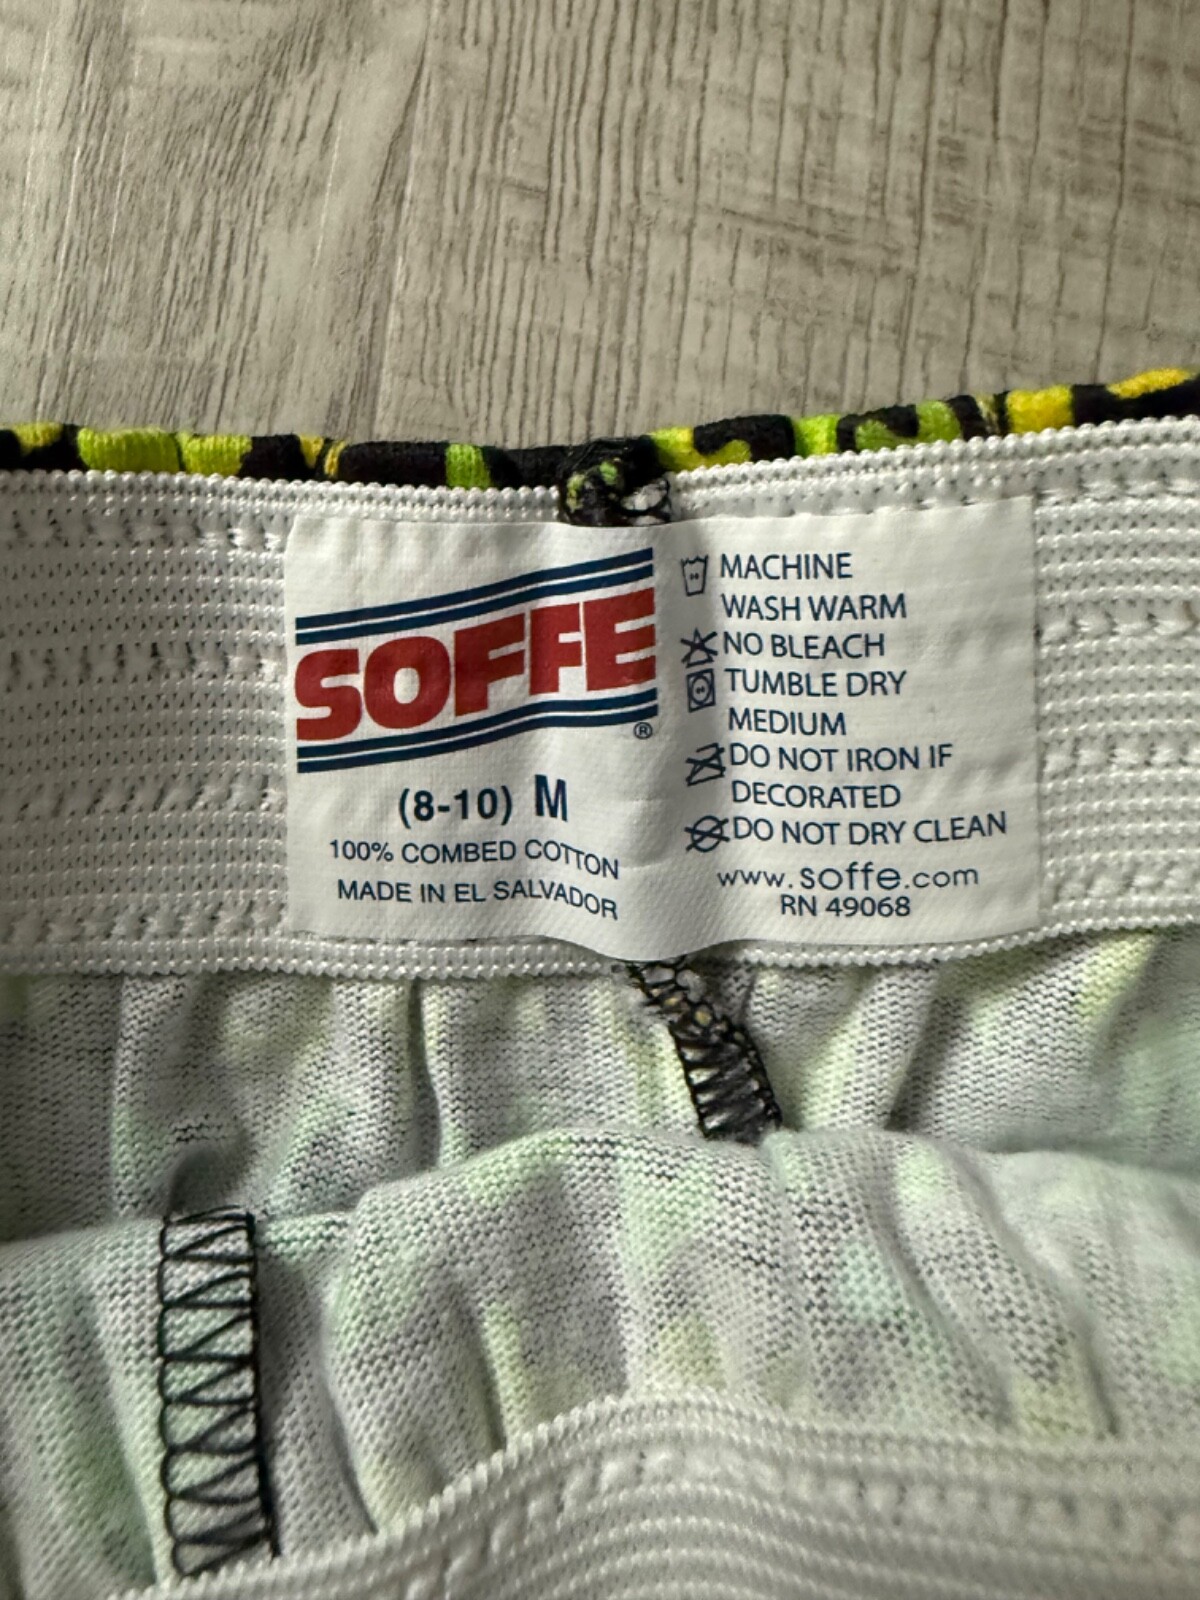 SOFFE
®
(8-10) M
100% COMBED COTTON
MADE IN EL SALVADOR
MACHINE
WASH WARM
NO BLEACH
TUMBLE DRY
MEDIUM
DO NOT IRON IF
DECORATED
DO NOT DRY CLEAN
www.soffe.com
RN 49068